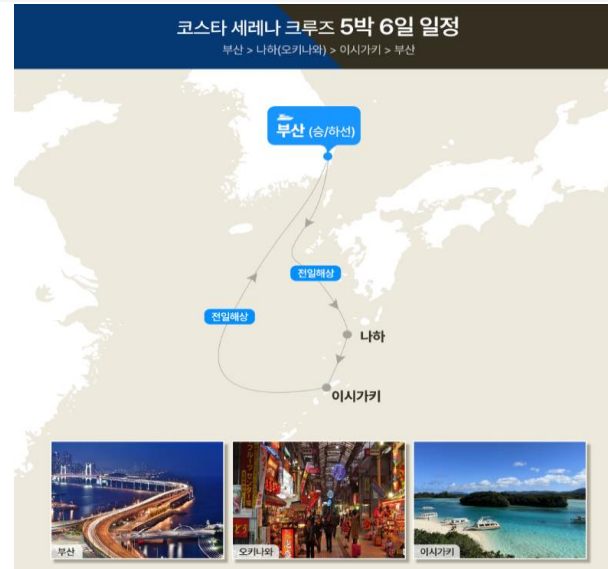 코스타 세레나 크루즈 5박 6일 일정
부산 > 나하(오키나와) > 이시가키 > 부산
부산 (승/하선)
전일해상
전일해상
나하
이시가키
부산
오키나와
이시가키